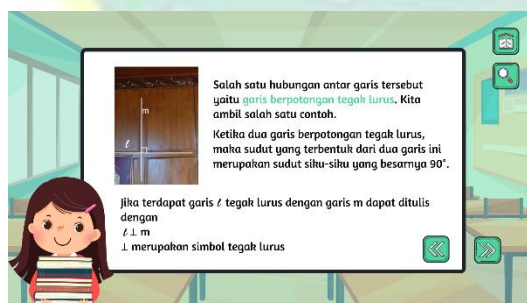 m
ℓ
Salah satu hubungan antar garis tersebut
yaitu garis berpotangan tegak lurus. Kita
ambil salah satu contoh.
Ketika dua garis berpotongan tegak lurus,
maka sudut yang terbentuk dari dua garis ini
merupakan sudut siku-siku yang besarnya 90°.
Jika terdapat garis ℓ tegak lurus dengan garis m dapat ditulis
dengan
ℓ ⊥ m
⊥ merupakan simbol tegak lurus